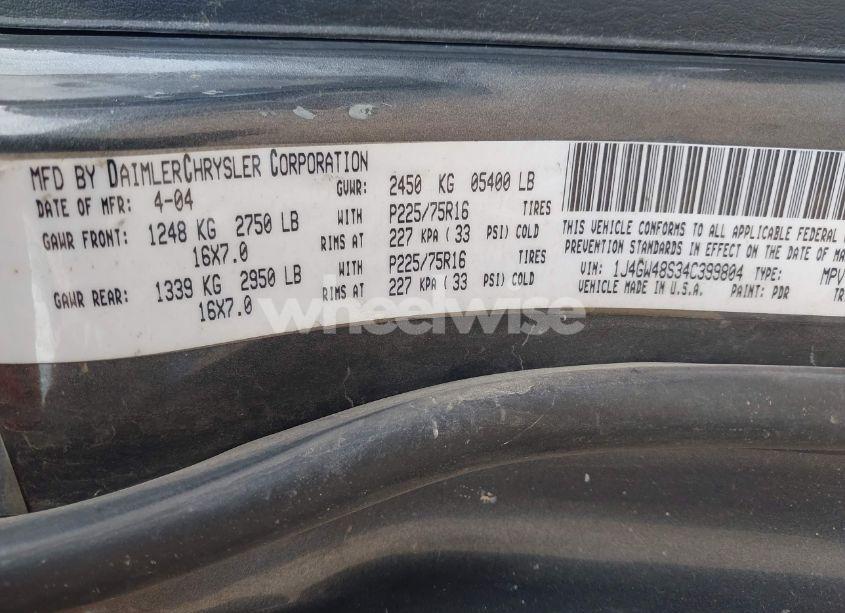 MFD BY DAIMLERCHRYSLER CORPORATION
DATE OF MFR: 4-04 GVWR: 2450 KG 05400 LB
GAWR FRONT: 1248 KG 2750 LB WITH P225/75R16 TIRES
16X7.0 RIMS AT 227 KPA ( 33 PSI) COLD
GAWR REAR: 1339 KG 2950 LB WITH P225/75R16 TIRES
16X7.0 RIMS AT 227 KPA ( 33 PSI) COLD
THIS VEHICLE CONFORMS TO ALL APPLICABLE FEDERAL
PREVENTION STANDARDS IN EFFECT ON THE DATE OF
VIN: 1J4GW48S34C399804 TYPE: MPV
VEHICLE MADE IN U.S.A. PAINT: PDR
wheelwise